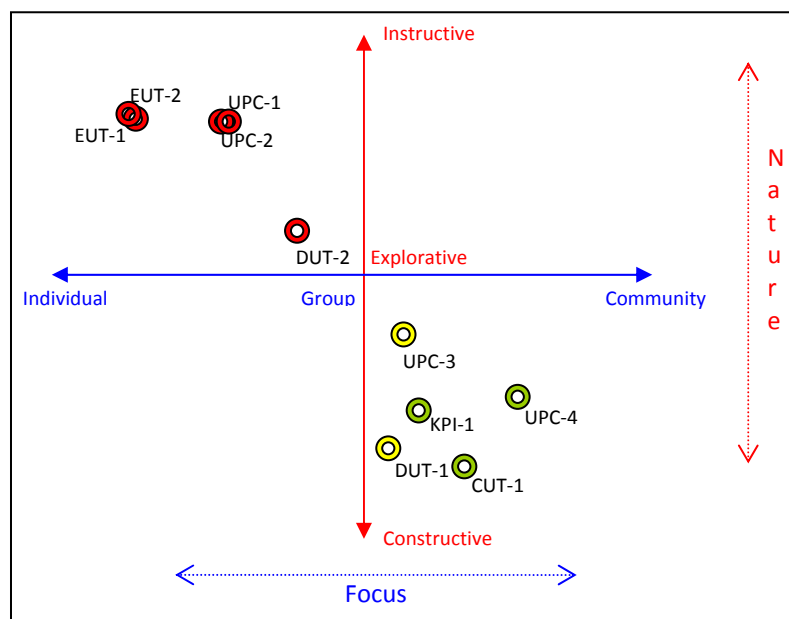 Instructive
EUT-2
UPC-1
EUT-1
UPC-2
DUT-2
Explorative
Individual
Group
Community
UPC-3
KPI-1
UPC-4
DUT-1
CUT-1
Constructive
Focus
Nature